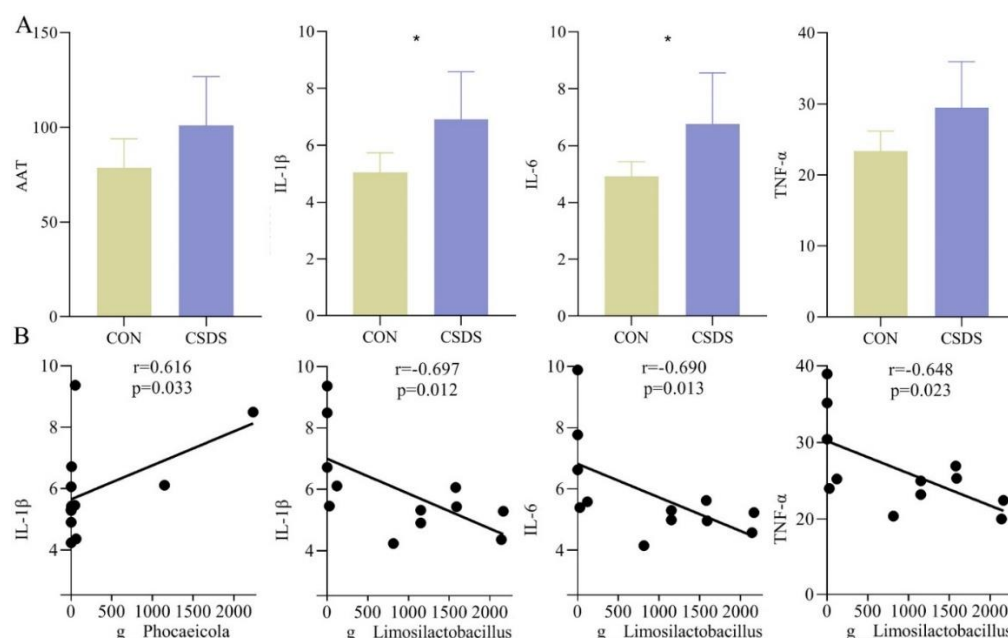 A
150
100
50
0
AAT
CON CSDS
10
8
6
4
2
0
IL-1β
*
CON CSDS
10
8
6
4
2
0
IL-6
*
CON CSDS
40
30
20
10
0
TNF-α
CON CSDS
B
10
8
6
4
IL-1β
r=0.616
p=0.033
0 500 1000 1500 2000
g Phocaeicola
10
8
6
4
IL-1β
r=-0.697
p=0.012
0 500 1000 1500 2000
g Limosilactobacillus
10
8
6
4
IL-6
r=-0.690
p=0.013
0 500 1000 1500 2000
g Limosilactobacillus
40
30
20
0
TNF-α
r=-0.648
p=0.023
0 500 1000 1500 2000
g Limosilactobacillus